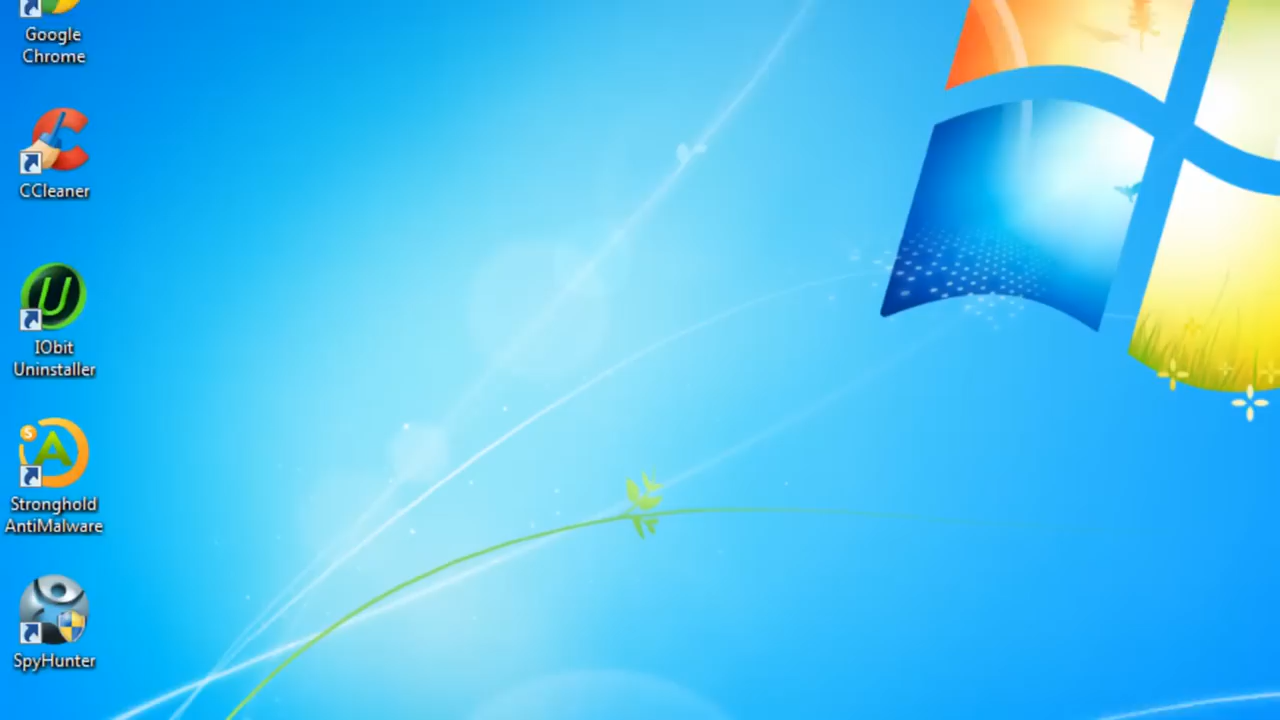 Google
Chrome
CCleaner
IObit
Uninstaller
Stronghold
AntiMalware
SpyHunter